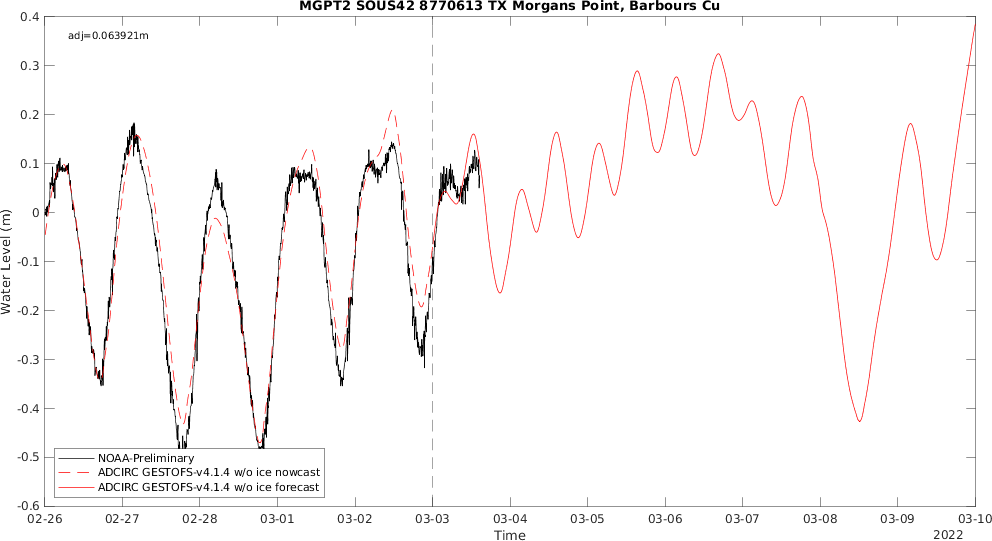 MGPT2 SOUS42 8770613 TX Morgans Point, Barbours Cu
adj=0.063921m
Water Level (m)
0.4
0.3
0.2
0.1
0
-0.1
-0.2
-0.3
-0.4
-0.5
-0.6
NOAA-Preliminary
ADCIRC GESTOFS-v4.1.4 w/o ice nowcast
ADCIRC GESTOFS-v4.1.4 w/o ice forecast
02-26 02-27 02-28 03-01 03-02 03-03 03-04 03-05 03-06 03-07 03-08 03-09 03-10
Time
2022